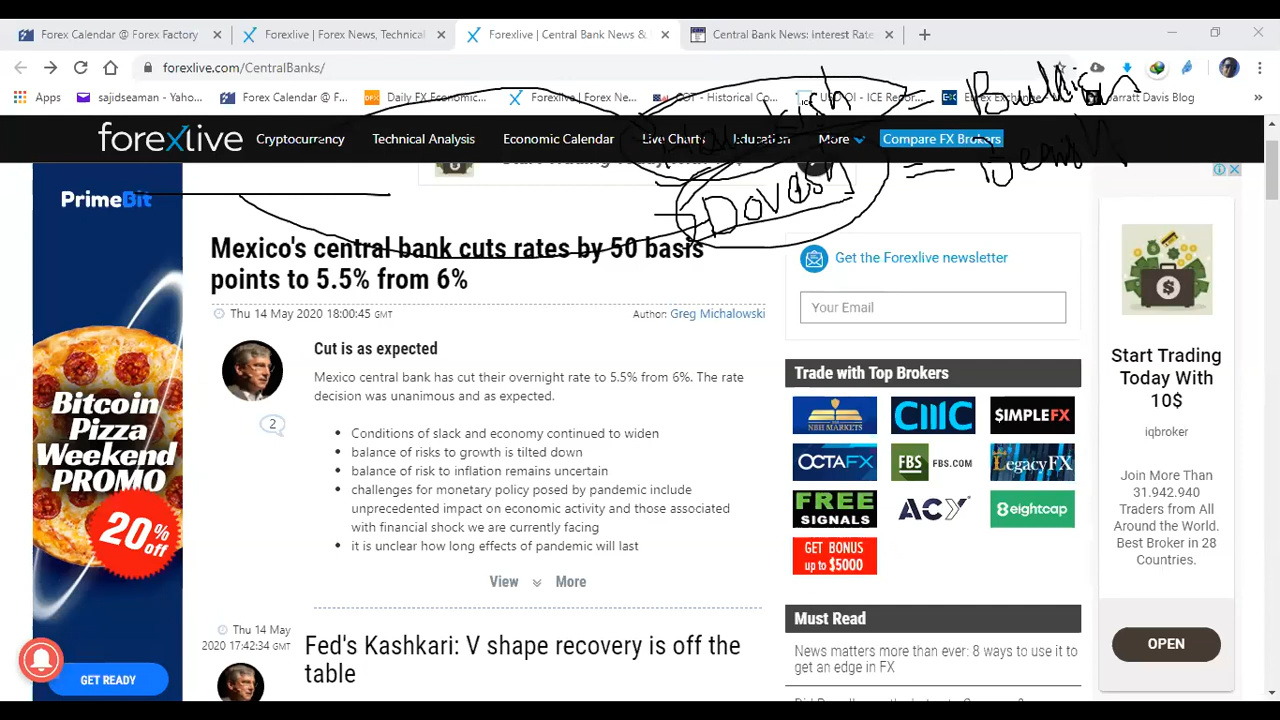 Forex Calendar @ Forex Factory
Forexlive | Forex News, Technical
Forexlive | Central Bank News &
Central Bank News: Interest Rate
forexlive.com/CentralBanks/
Apps
sajidseaman - Yahoo...
Forex Calendar @ F...
Daily FX Economic...
Forexlive | Forex Ne...
COT - Historical Co...
ICE Repor...
Exchange
arratt Davis Blog
= Bullish
forexlive
Cryptocurrency
Technical Analysis
Economic Calendar
Live Charts
Education
More
Compare FX Brokers
Dovish
PrimeBit
Bitcoin
Pizza
Weekend
PROMO
20%
off
GET READY
Mexico's central bank cuts rates by 50 basis
points to 5.5% from 6%
Thu 14 May 2020 18:00:45 GMT
Author: Greg Michalowski
2
Cut is as expected
Mexico central bank has cut their overnight rate to 5.5% from 6%. The rate
decision was unanimous and as expected.
• Conditions of slack and economy continued to widen
• balance of risks to growth is tilted down
• balance of risk to inflation remains uncertain
• challenges for monetary policy posed by pandemic include
unprecedented impact on economic activity and those associated
with financial shock we are currently facing
• it is unclear how long effects of pandemic will last
View More
Thu 14 May
2020 17:42:34 GMT
Fed's Kashkari: V shape recovery is off the
table
Get the Forexlive newsletter
Your Email
Trade with Top Brokers
NBH MARKETS
CMC
$IMPLEFX
OCTAFX
FBS FBS.COM
LegacyFX
FREE
SIGNALS
ACY
8eightcap
GET BONUS
up to $5000
Must Read
News matters more than ever: 8 ways to use it to
get an edge in FX
Start Trading
Today With
10$
iqbroker
Join More Than
31.942.940
Traders from All
Around the World.
Best Broker in 28
Countries.
OPEN